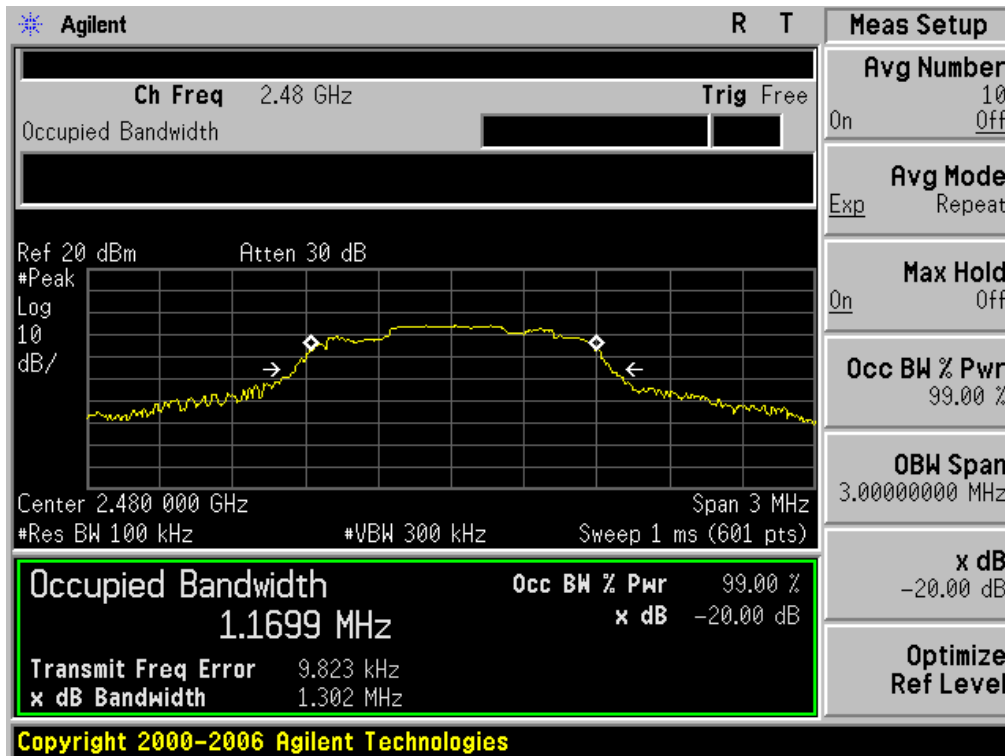 Agilent R T
Ch Freq 2.48 GHz Trig Free
Occupied Bandwidth
Ref 20 dBm Atten 30 dB
#Peak
Log
10
dB/
Center 2.480 000 GHz Span 3 MHz
#Res BW 100 kHz #VBW 300 kHz Sweep 1 ms (601 pts)
Occupied Bandwidth
1.1699 MHz
Occ BW % Pwr 99.00 %
x dB -20.00 dB
Transmit Freq Error 9.823 kHz
x dB Bandwidth 1.302 MHz
Copyright 2000-2006 Agilent Technologies
Meas Setup
Avg Number
10
On Off
Avg Mode
Exp Repeat
Max Hold
On Off
Occ BW % Pwr
99.00 %
OBW Span
3.00000000 MHz
x dB
-20.00 dB
Optimize
Ref Level